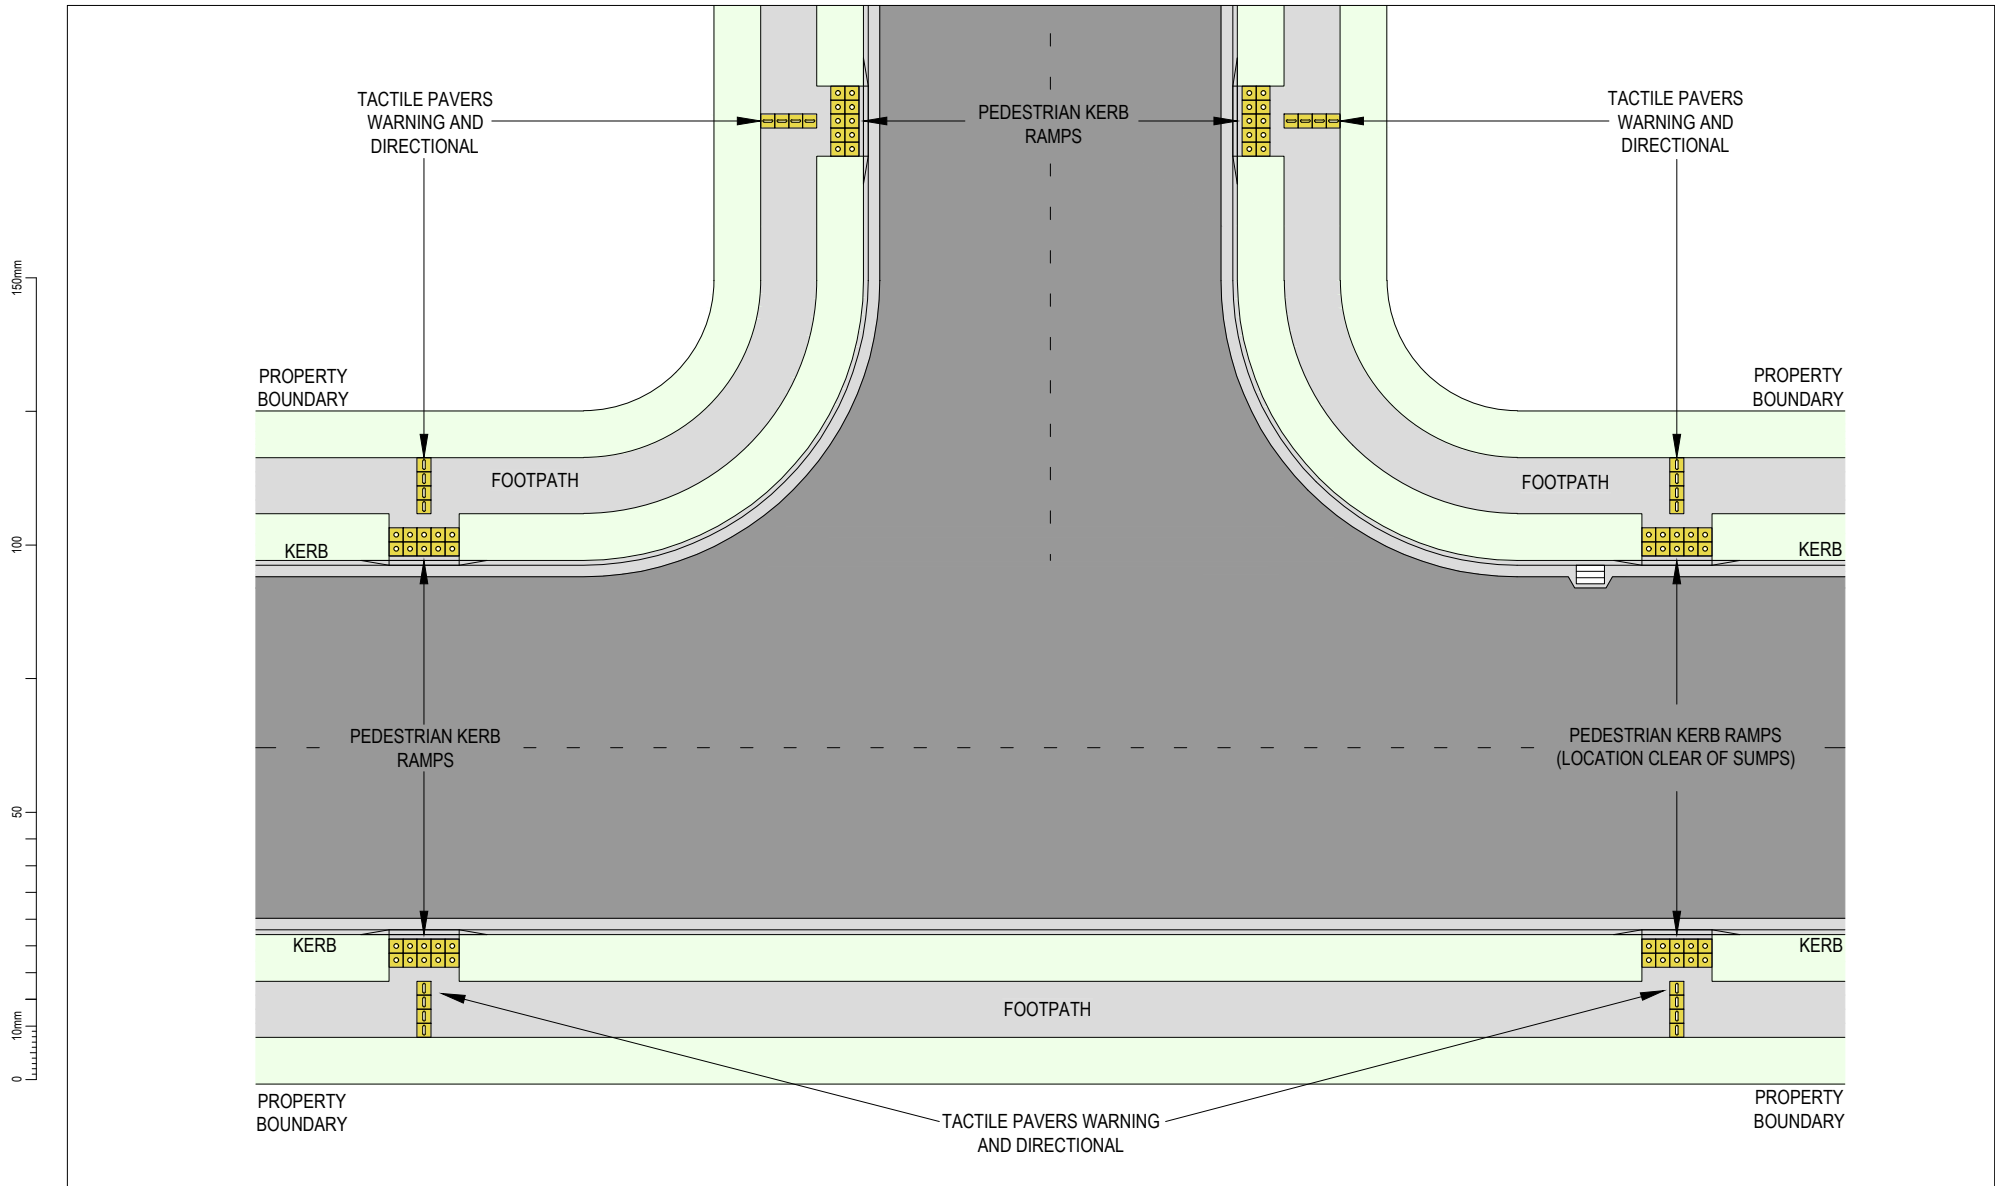 TACTILE PAVERS
WARNING AND
DIRECTIONAL
PEDESTRIAN KERB
RAMPS
TACTILE PAVERS
WARNING AND
DIRECTIONAL
150mm
PROPERTY
BOUNDARY
PROPERTY
BOUNDARY
FOOTPATH
FOOTPATH
100
KERB
KERB
PEDESTRIAN KERB
RAMPS
PEDESTRIAN KERB RAMPS
(LOCATION CLEAR OF SUMPS)
50
KERB
KERB
FOOTPATH
10mm
0
PROPERTY
BOUNDARY
PROPERTY
BOUNDARY
TACTILE PAVERS WARNING
AND DIRECTIONAL